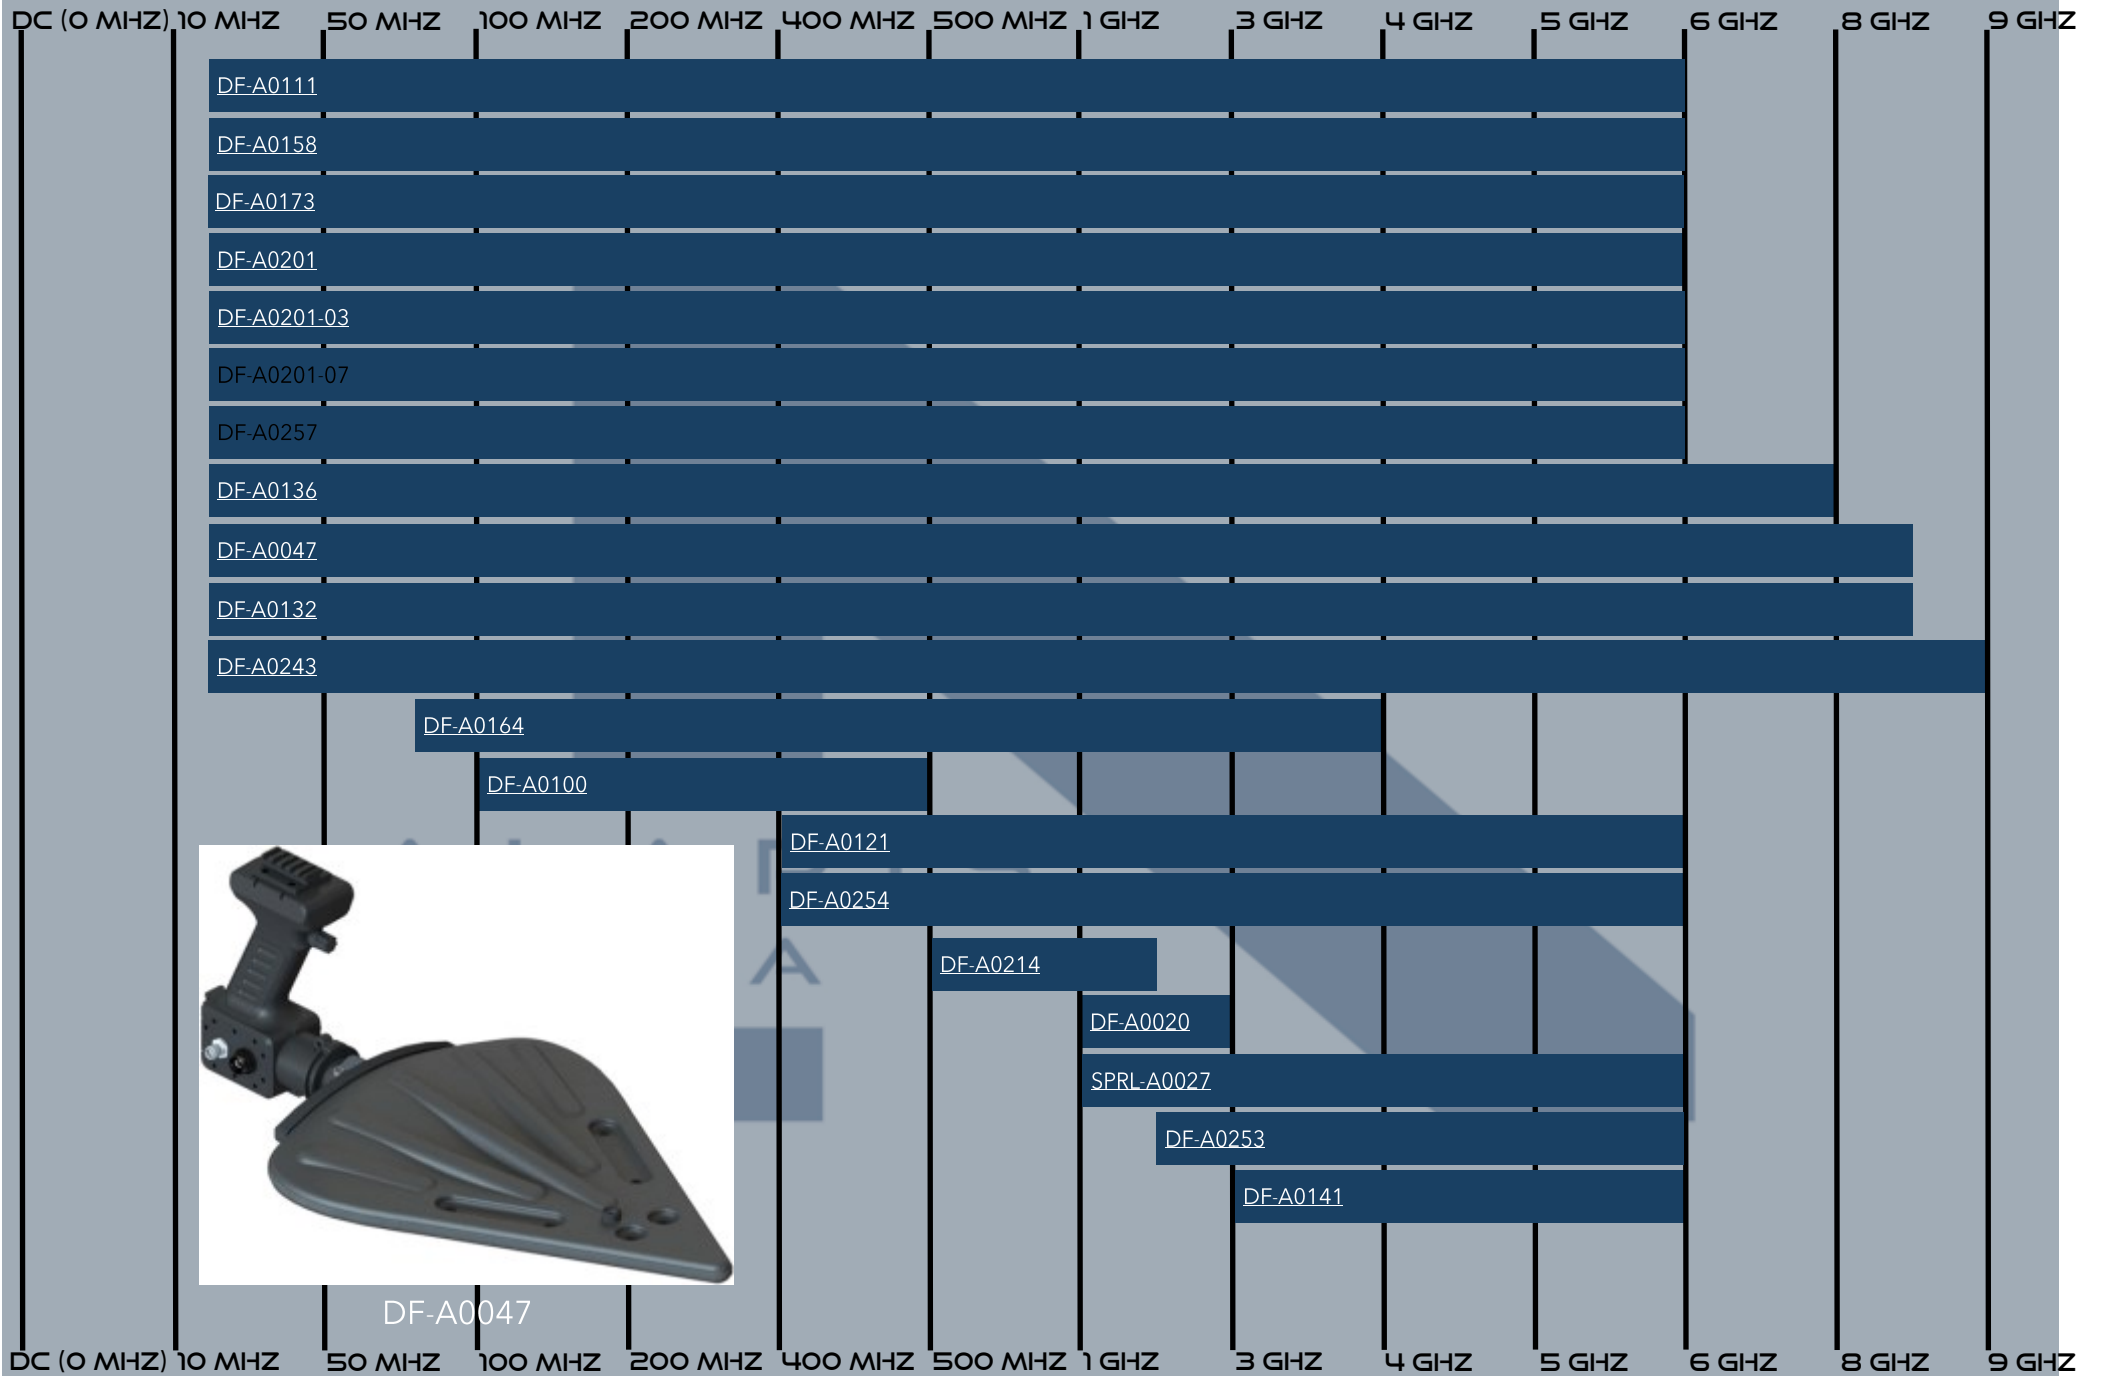 DC (0 MHZ) 10 MHZ 50 MHZ 100 MHZ 200 MHZ 400 MHZ 500 MHZ 1 GHZ 3 GHZ 4 GHZ 5 GHZ 6 GHZ 8 GHZ 9 GHZ
DF-A0111
DF-A0158
DF-A0173
DF-A0201
DF-A0201-03
DF-A0201-07
DF-A0257
DF-A0136
DF-A0047
DF-A0132
DF-A0243
DF-A0164
DF-A0100
DF-A0121
DF-A0254
DF-A0214
DF-A0020
SPRL-A0027
DF-A0253
DF-A0141
DF-A0047
DC (0 MHZ) 10 MHZ 50 MHZ 100 MHZ 200 MHZ 400 MHZ 500 MHZ 1 GHZ 3 GHZ 4 GHZ 5 GHZ 6 GHZ 8 GHZ 9 GHZ